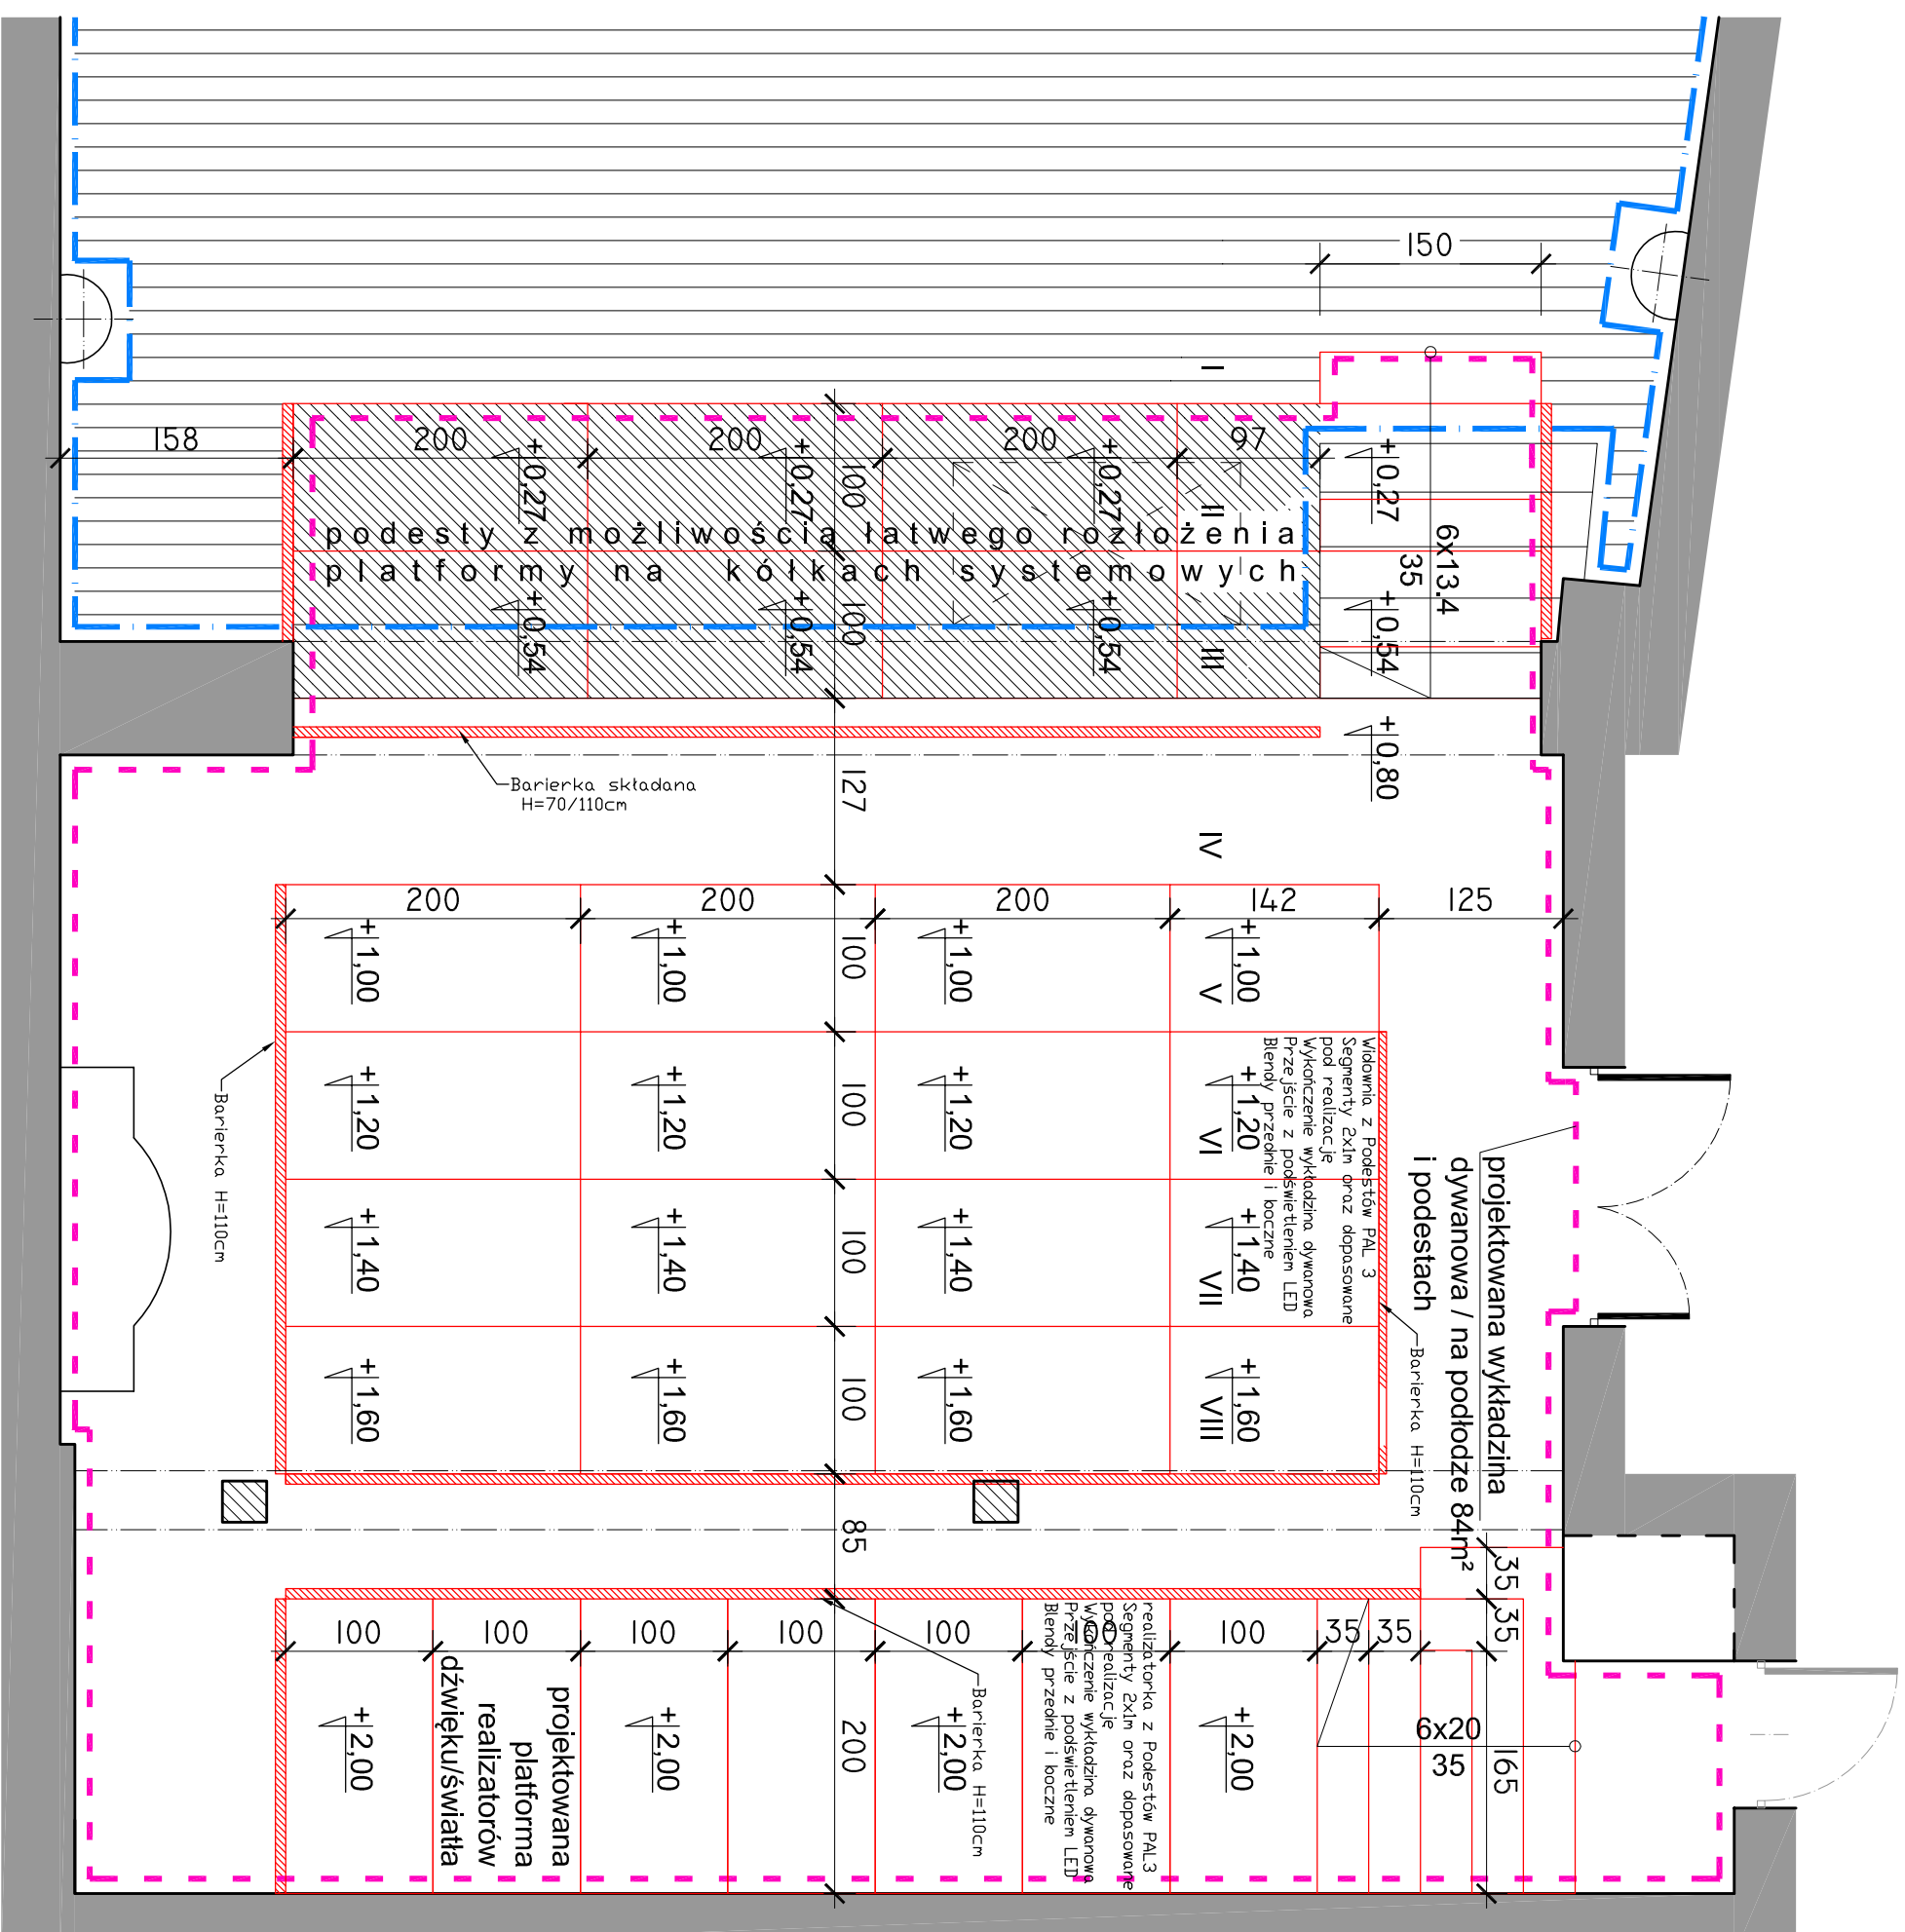 150
I
158
200
200
200
97
+0,27
+0,27
+0,27
+0,27
100
II
podesty z możliwością łatwego rozłożenia
platformy na kółkach systemowych
6x13.4
35
+0,54
+0,54
+0,54
+0,54
100
III
+0,80
Barierka składana
H=70/110cm
127
IV
200
200
200
142
125
+1,00
+1,00
+1,00
+1,00
100
V
+1,20
+1,20
+1,20
+1,20
100
VI
Widownia z Podestów PAL 3
Segmenty 2x1m oraz dopasowane
pod realizację
Wykończenie wykładzina dywanowa
Przejście z podświetleniem LED
Blendy przednie i boczne
Barierka H=110cm
projektowana wykładzina
dywanowa / na podłodze 84m²
i podestach
+1,40
+1,40
+1,40
+1,40
100
VII
Barierka H=110cm
+1,60
+1,60
+1,60
+1,60
100
VIII
85
35
35
100
100
100
100
100
100
100
35
35
realizatorka z Podestów PAL3
Segmenty 2x1m oraz dopasowane
pod realizację
Wykończenie wykładzina dywanowa
Przejście z podświetleniem LED
Blendy przednie i boczne
Barierka H=110cm
projektowana
platforma
realizatorów
dźwięku/światła
+2,00
+2,00
+2,00
+2,00
200
6x20
35
165